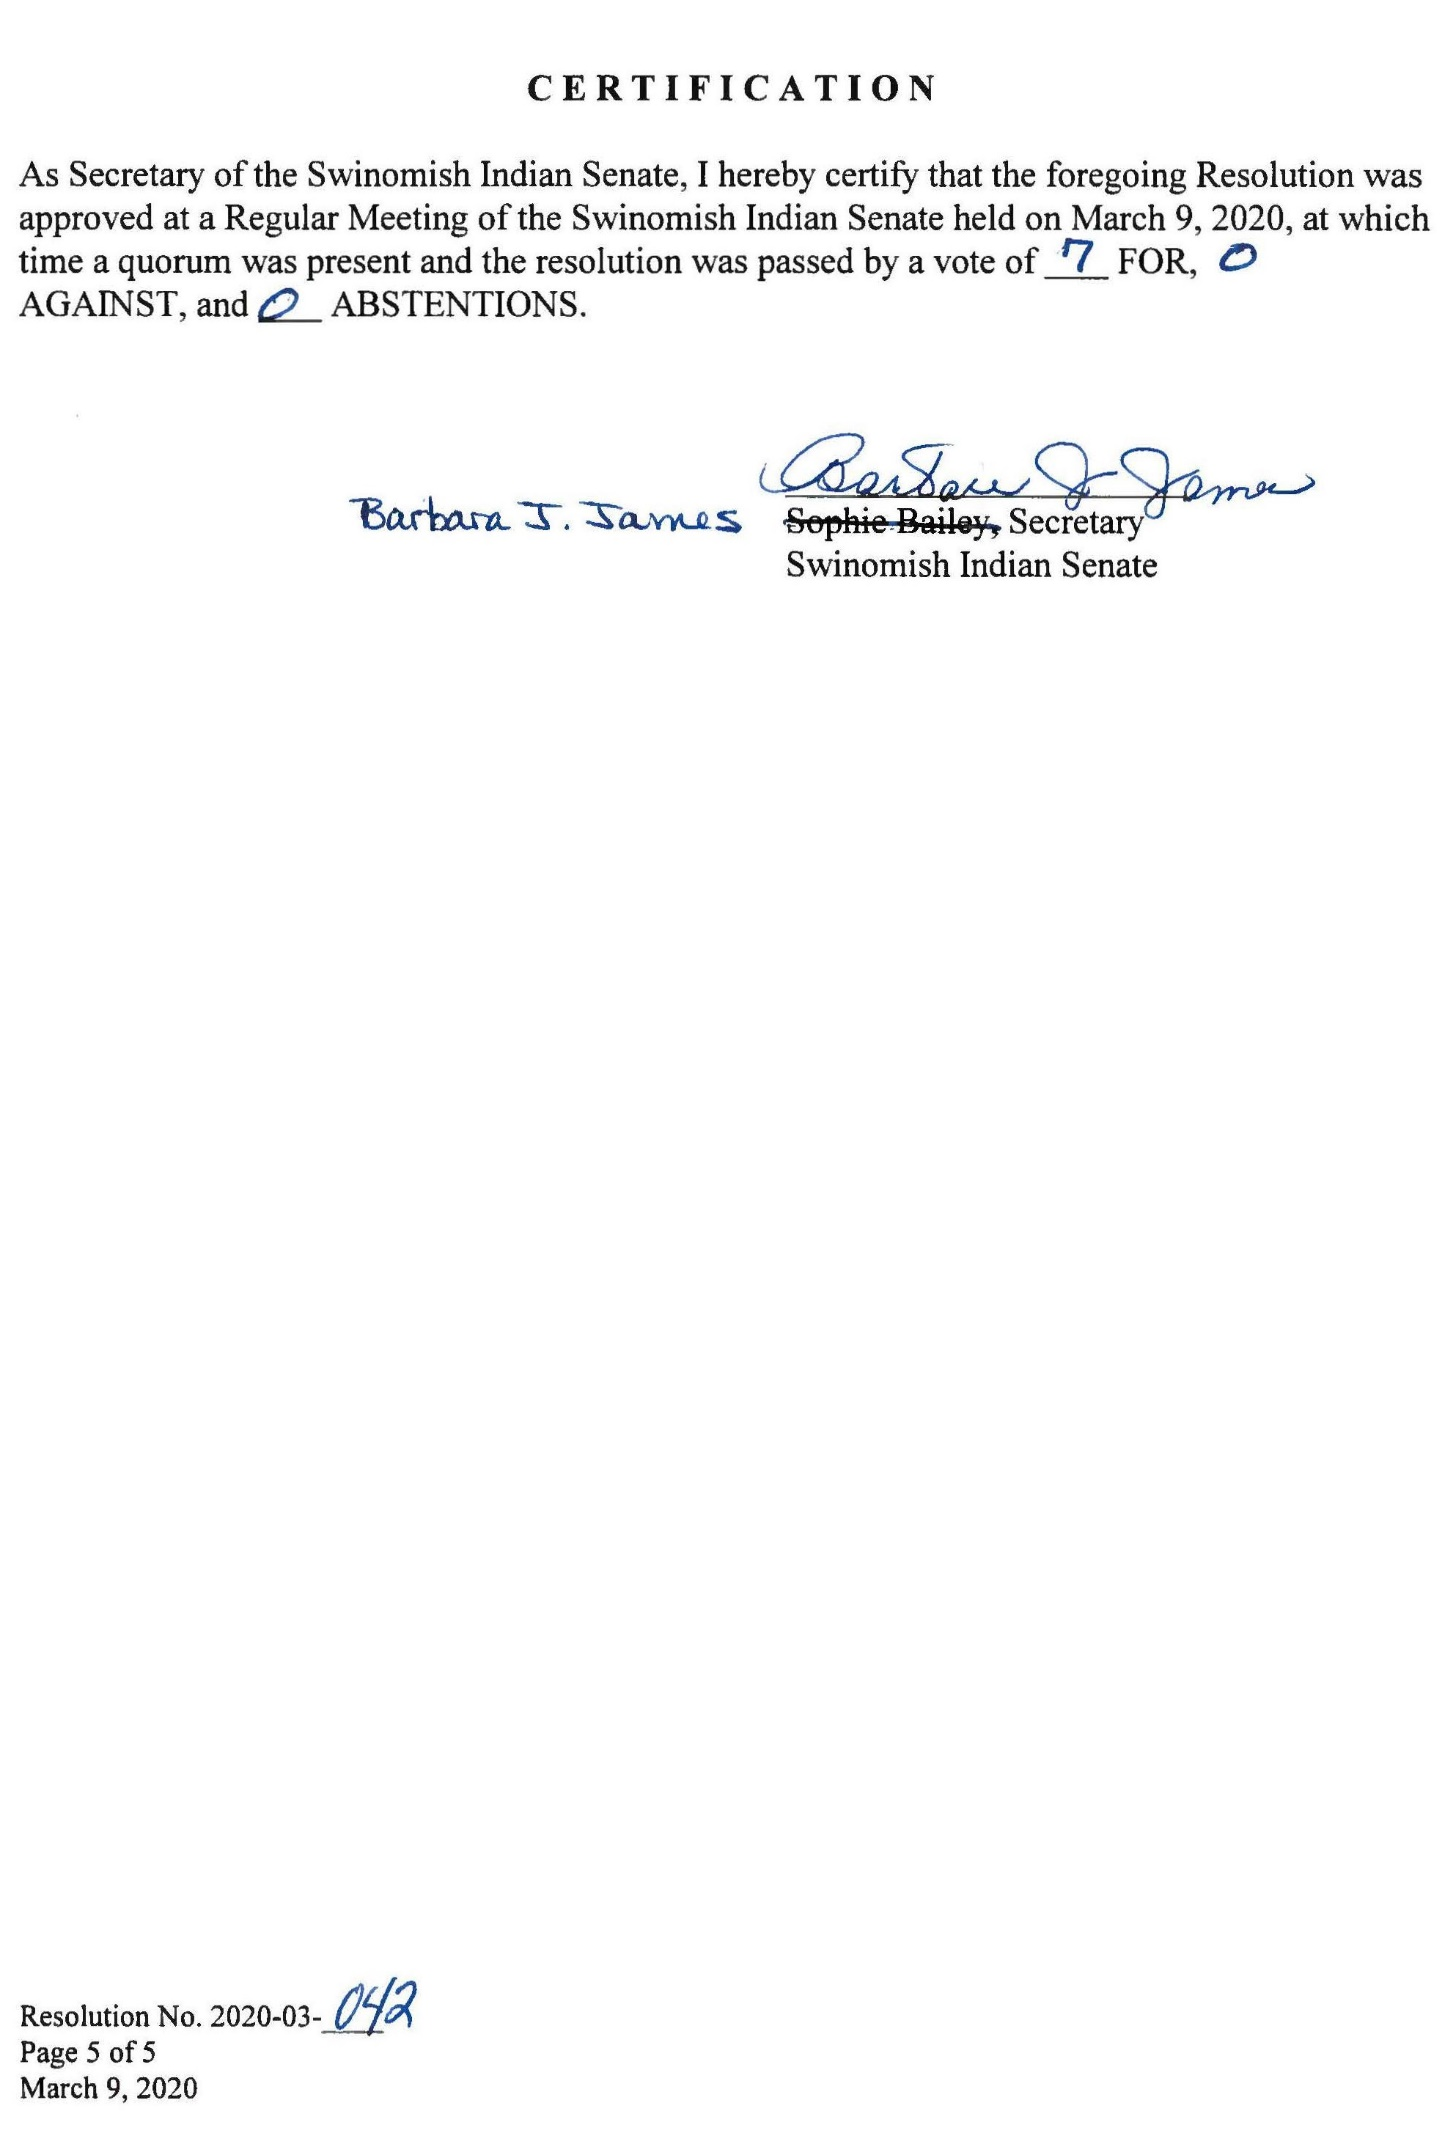 CERTIFICATION
As Secretary of the Swinomish Indian Senate, I hereby certify that the foregoing Resolution was
approved at a Regular Meeting of the Swinomish Indian Senate held on March 9, 2020, at which
time a quorum was present and the resolution was passed by a vote of 7 FOR, 0
AGAINST, and 0 ABSTENTIONS.
Barbara J. James
Barbara J. James Sophie Bailey, Secretary
Swinomish Indian Senate
Resolution No. 2020-03-042
Page 5 of 5
March 9, 2020